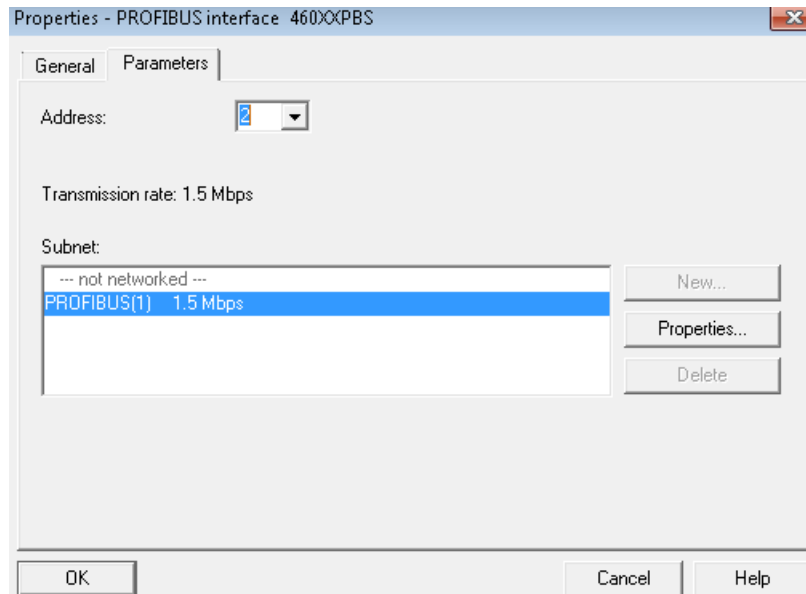 Properties - PROFIBUS interface 460XXPBS
General Parameters
Address: 2
Transmission rate: 1.5 Mbps
Subnet:
--- not networked ---
New...
PROFIBUS(1) 1.5 Mbps
Properties...
Delete
OK Cancel Help